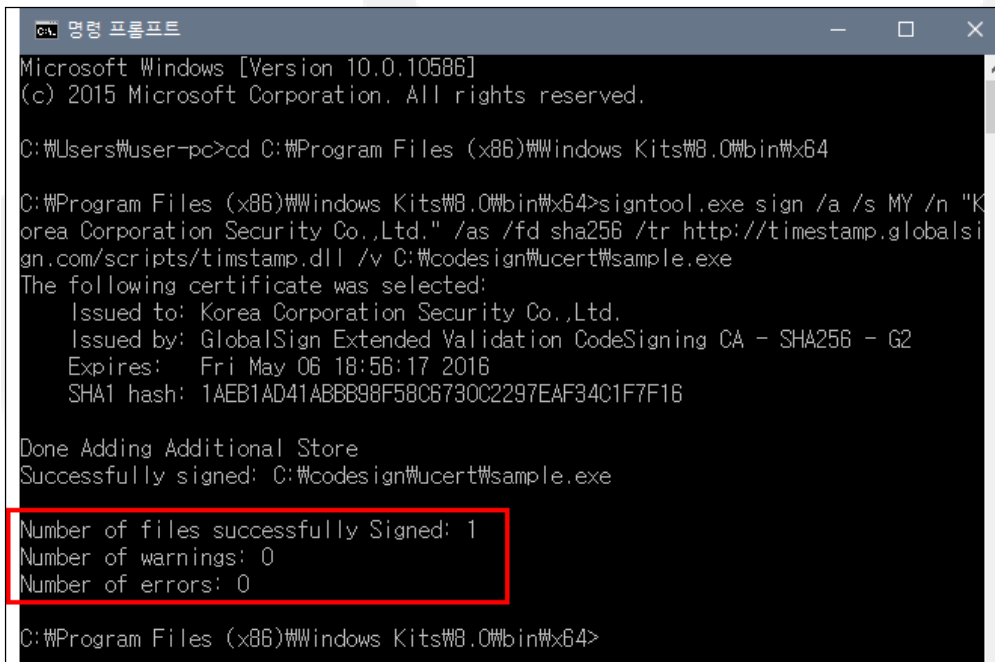 명령 프롬프트
Microsoft Windows [Version 10.0.10586]
(c) 2015 Microsoft Corporation. All rights reserved.
C:₩Users₩user-pc>cd C:₩Program Files (x86)₩Windows Kits₩8.0₩bin₩x64
C:₩Program Files (x86)₩Windows Kits₩8.0₩bin₩x64>signtool.exe sign /a /s MY /n "K
orea Corporation Security Co.,Ltd." /as /fd sha256 /tr http://timestamp.globalsi
gn.com/scripts/timstamp.dll /v C:₩codesign₩ucert₩sample.exe
The following certificate was selected:
Issued to: Korea Corporation Security Co.,Ltd.
Issued by: GlobalSign Extended Validation CodeSigning CA - SHA256 - G2
Expires: Fri May 06 18:56:17 2016
SHA1 hash: 1AEB1AD41ABBB98F58C6730C2297EAF34C1F7F16
Done Adding Additional Store
Successfully signed: C:₩codesign₩ucert₩sample.exe
Number of files successfully Signed: 1
Number of warnings: 0
Number of errors: 0
C:₩Program Files (x86)₩Windows Kits₩8.0₩bin₩x64>